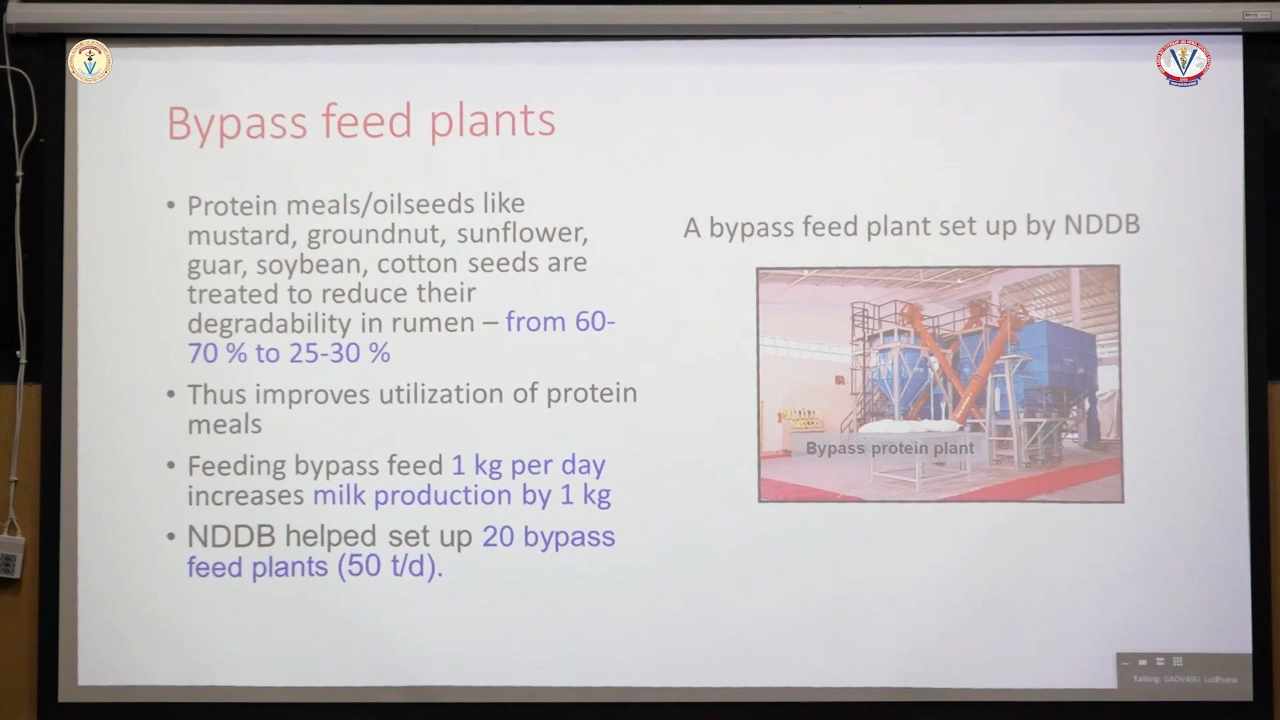 Bypass feed plants
• Protein meals/oilseeds like
mustard, groundnut, sunflower,
guar, soybean, cotton seeds are
treated to reduce their
degradability in rumen – from 60-
70 % to 25-30 %
• Thus improves utilization of protein
meals
• Feeding bypass feed 1 kg per day
increases milk production by 1 kg
• NDDB helped set up 20 bypass
feed plants (50 t/d).
A bypass feed plant set up by NDDB
Bypass protein plant
Talking: GADVASU, Ludhiana